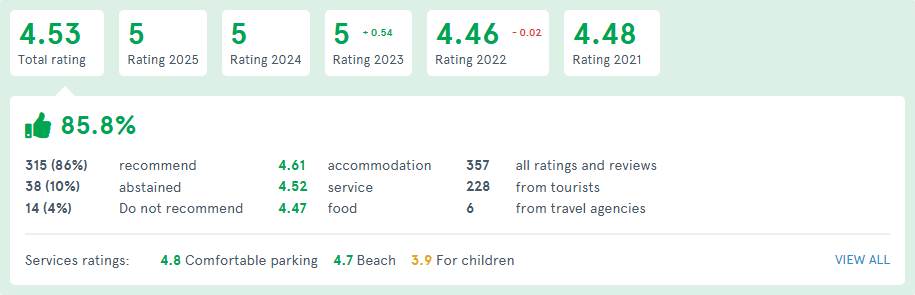 4.53 5 5 5 + 0.54 4.46 - 0.02 4.48
Total rating Rating 2025 Rating 2024 Rating 2023 Rating 2022 Rating 2021
85.8%
315 (86%) recommend 4.61 accommodation 357 all ratings and reviews
38 (10%) abstained 4.52 service 228 from tourists
14 (4%) Do not recommend 4.47 food 6 from travel agencies
Services ratings: 4.8 Comfortable parking 4.7 Beach 3.9 For children VIEW ALL